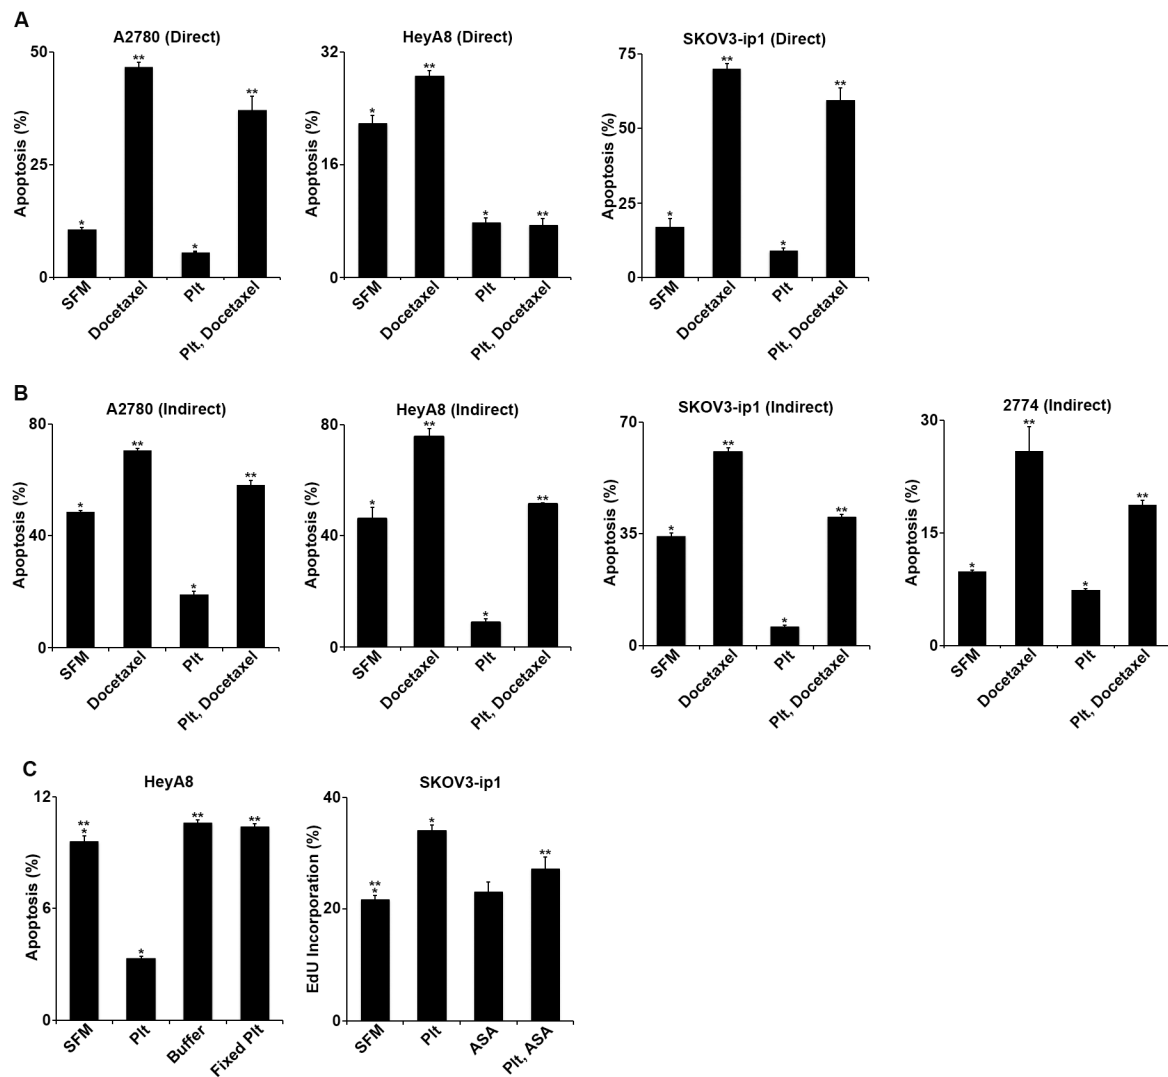 A
A2780 (Direct)
Apoptosis (%)
50
25
0
*
**
*
**
SFM
Docetaxel
Plt
Plt, Docetaxel
HeyA8 (Direct)
Apoptosis (%)
32
16
0
*
**
*
**
SFM
Docetaxel
Plt
Plt, Docetaxel
SKOV3-ip1 (Direct)
Apoptosis (%)
75
50
25
0
*
**
*
**
SFM
Docetaxel
Plt
Plt, Docetaxel
B
A2780 (Indirect)
Apoptosis (%)
80
40
0
*
**
*
**
SFM
Docetaxel
Plt
Plt, Docetaxel
HeyA8 (Indirect)
Apoptosis (%)
80
40
0
*
**
*
**
SFM
Docetaxel
Plt
Plt, Docetaxel
SKOV3-ip1 (Indirect)
Apoptosis (%)
70
35
0
*
**
*
**
SFM
Docetaxel
Plt
Plt, Docetaxel
2774 (Indirect)
Apoptosis (%)
30
15
0
*
**
*
**
SFM
Docetaxel
Plt
Plt, Docetaxel
C
HeyA8
Apoptosis (%)
12
6
0
**
*
*
**
**
SFM
Plt
Buffer
Fixed Plt
SKOV3-ip1
EdU Incorporation (%)
40
20
0
**
*
*
**
SFM
Plt
ASA
Plt, ASA